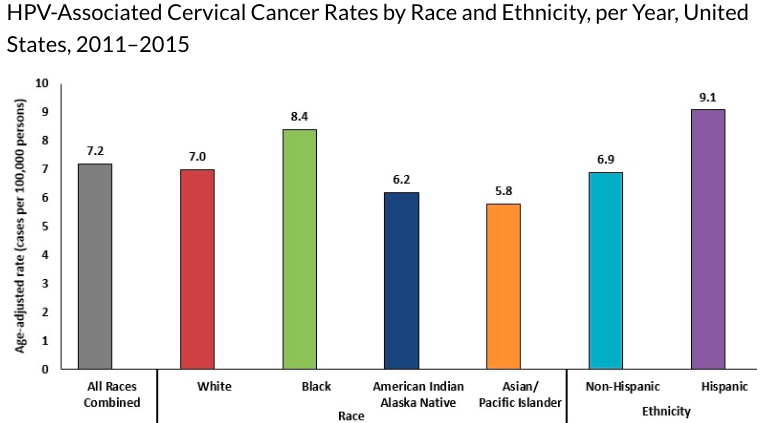 HPV-Associated Cervical Cancer Rates by Race and Ethnicity, per Year, United
States, 2011–2015
Age-adjusted rate (cases per 100,000 persons)
10
9
8
7
6
5
4
3
2
1
0
7.2
7.0
8.4
6.2
5.8
6.9
9.1
All Races
Combined
White
Black
American Indian
Alaska Native
Asian/
Pacific Islander
Non-Hispanic
Hispanic
Race
Ethnicity